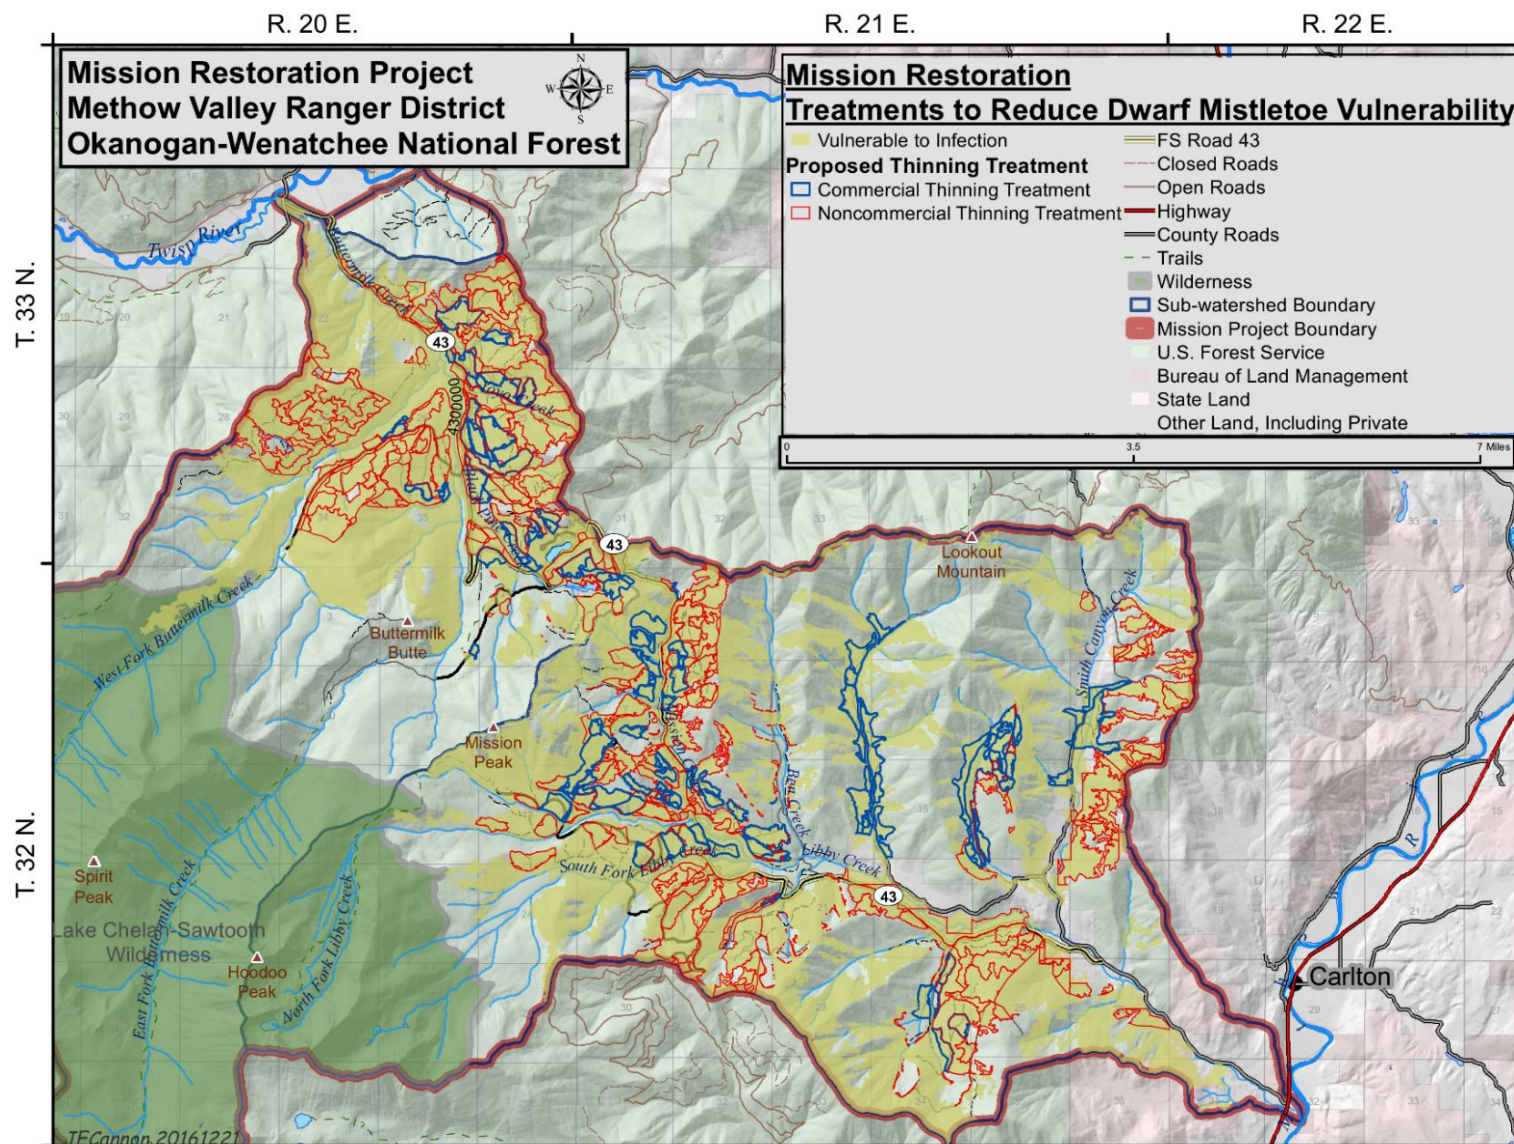 R. 20 E.
R. 21 E.
R. 22 E.
Mission Restoration Project
Methow Valley Ranger District
Okanogan-Wenatchee National Forest
N
W
E
S
Mission Restoration
Treatments to Reduce Dwarf Mistletoe Vulnerability
Vulnerable to Infection
Proposed Thinning Treatment
Commercial Thinning Treatment
Noncommercial Thinning Treatment
FS Road 43
Closed Roads
Open Roads
Highway
County Roads
Trails
Wilderness
Sub-watershed Boundary
Mission Project Boundary
U.S. Forest Service
Bureau of Land Management
State Land
Other Land, Including Private
0
3.5
7 Miles
T. 33 N.
T. 32 N.
Twisp River
Buttermilk Creek
43
4300000
43
Lookout
Mountain
West Fork Buttermilk Creek
Buttermilk
Butte
Smith Canyon Creek
Mission
Peak
Ben Creek
Libby Creek
South Fork Libby Creek
43
Spirit
Peak
Lake Chelan-Sawtooth
Wilderness
Hoodoo
Peak
East Fork Buttermilk Creek
North Fork Libby Creek
Carlton
TECannon 20161221